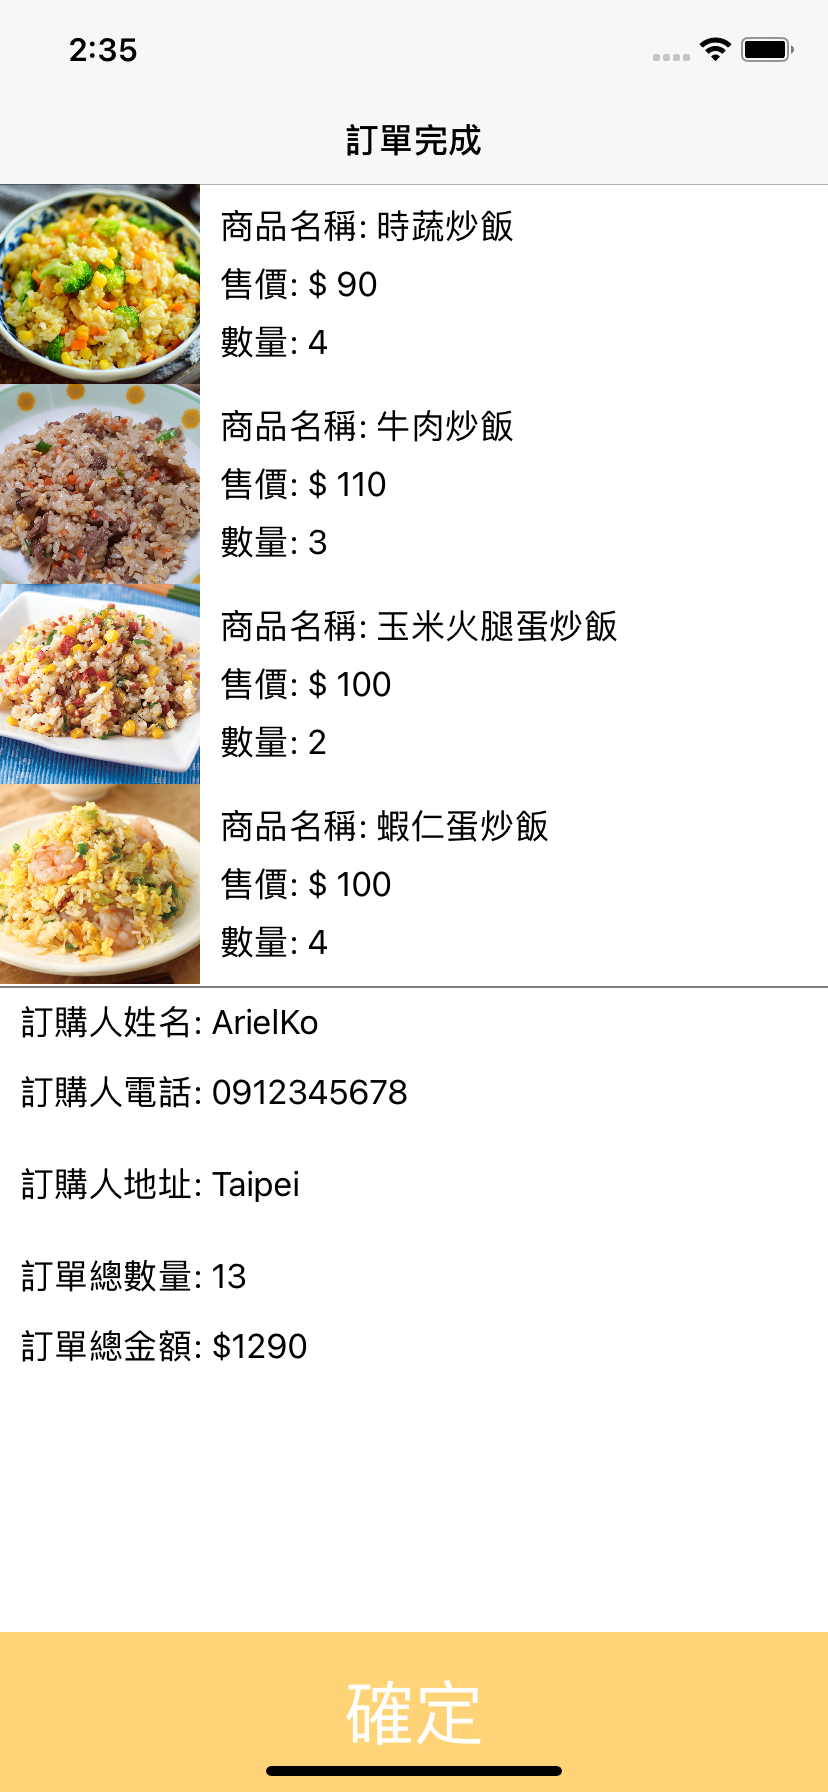 2:35
訂單完成
商品名稱: 時蔬炒飯
售價: $ 90
數量: 4
商品名稱: 牛肉炒飯
售價: $ 110
數量: 3
商品名稱: 玉米火腿蛋炒飯
售價: $ 100
數量: 2
商品名稱: 蝦仁蛋炒飯
售價: $ 100
數量: 4
訂購人姓名: ArielKo
訂購人電話: 0912345678
訂購人地址: Taipei
訂單總數量: 13
訂單總金額: $1290
確定